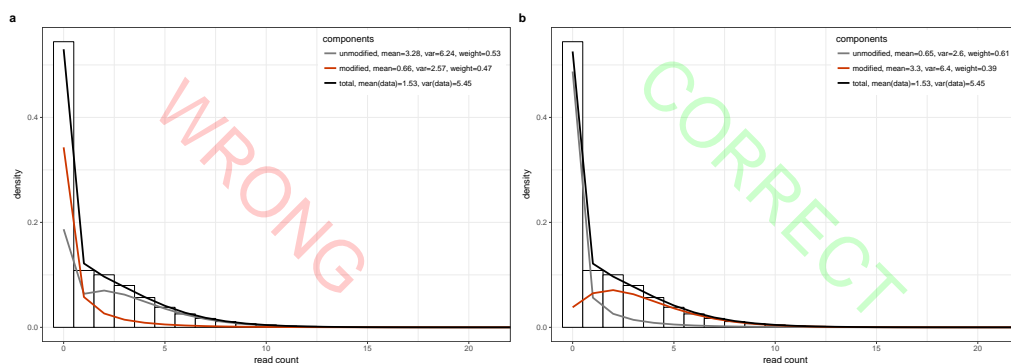 a
components
unmodified, mean=3.28, var=6.24, weight=0.53
modified, mean=0.66, var=2.57, weight=0.47
total, mean(data)=1.53, var(data)=5.45
WRONG
density
0.4
0.2
0.0
0
5
10
15
20
read count
b
components
unmodified, mean=0.65, var=2.6, weight=0.61
modified, mean=3.3, var=6.4, weight=0.39
total, mean(data)=1.53, var(data)=5.45
CORRECT
density
0.4
0.2
0.0
0
5
10
15
20
read count